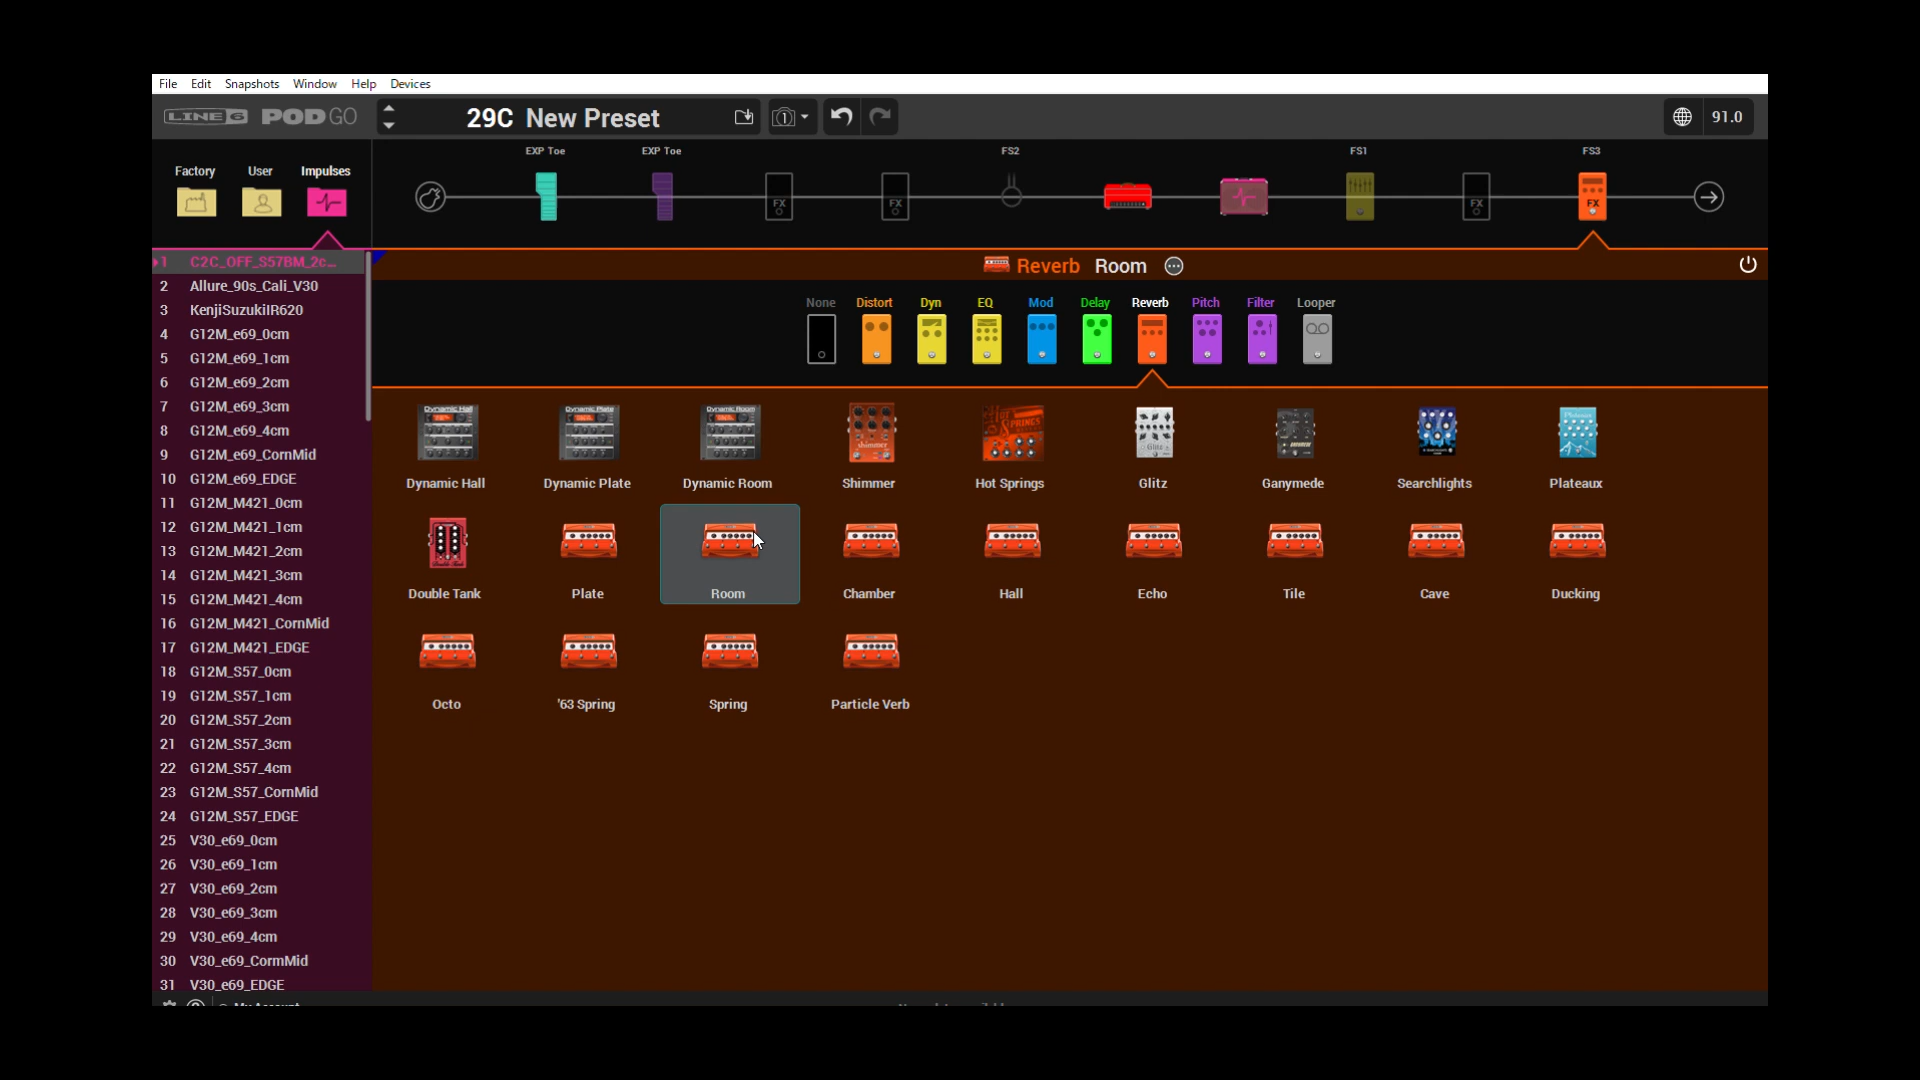 File Edit Snapshots Window Help Devices
LINE 6 POD GO 29C New Preset 1 91.0
EXP Toe EXP Toe FS2 FS1 FS3
Factory User Impulses
FX FX FX FX
Reverb Room
None Distort Dyn EQ Mod Delay Reverb Pitch Filter Looper
1 C2C_OFF_S57BM_2c...
2 Allure_90s_Cali_V30
3 KenjiSuzukiIR620
4 G12M_e69_0cm
5 G12M_e69_1cm
6 G12M_e69_2cm
7 G12M_e69_3cm
8 G12M_e69_4cm
9 G12M_e69_CornMid
10 G12M_e69_EDGE
11 G12M_M421_0cm
12 G12M_M421_1cm
13 G12M_M421_2cm
14 G12M_M421_3cm
15 G12M_M421_4cm
16 G12M_M421_CornMid
17 G12M_M421_EDGE
18 G12M_S57_0cm
19 G12M_S57_1cm
20 G12M_S57_2cm
21 G12M_S57_3cm
22 G12M_S57_4cm
23 G12M_S57_CornMid
24 G12M_S57_EDGE
25 V30_e69_0cm
26 V30_e69_1cm
27 V30_e69_2cm
28 V30_e69_3cm
29 V30_e69_4cm
30 V30_e69_CormMid
31 V30_e69_EDGE
Dynamic Hall Dynamic Plate Dynamic Room Shimmer Hot Springs Glitz Ganymede Searchlights Plateaux
Double Tank Plate Room Chamber Hall Echo Tile Cave Ducking
Octo '63 Spring Spring Particle Verb